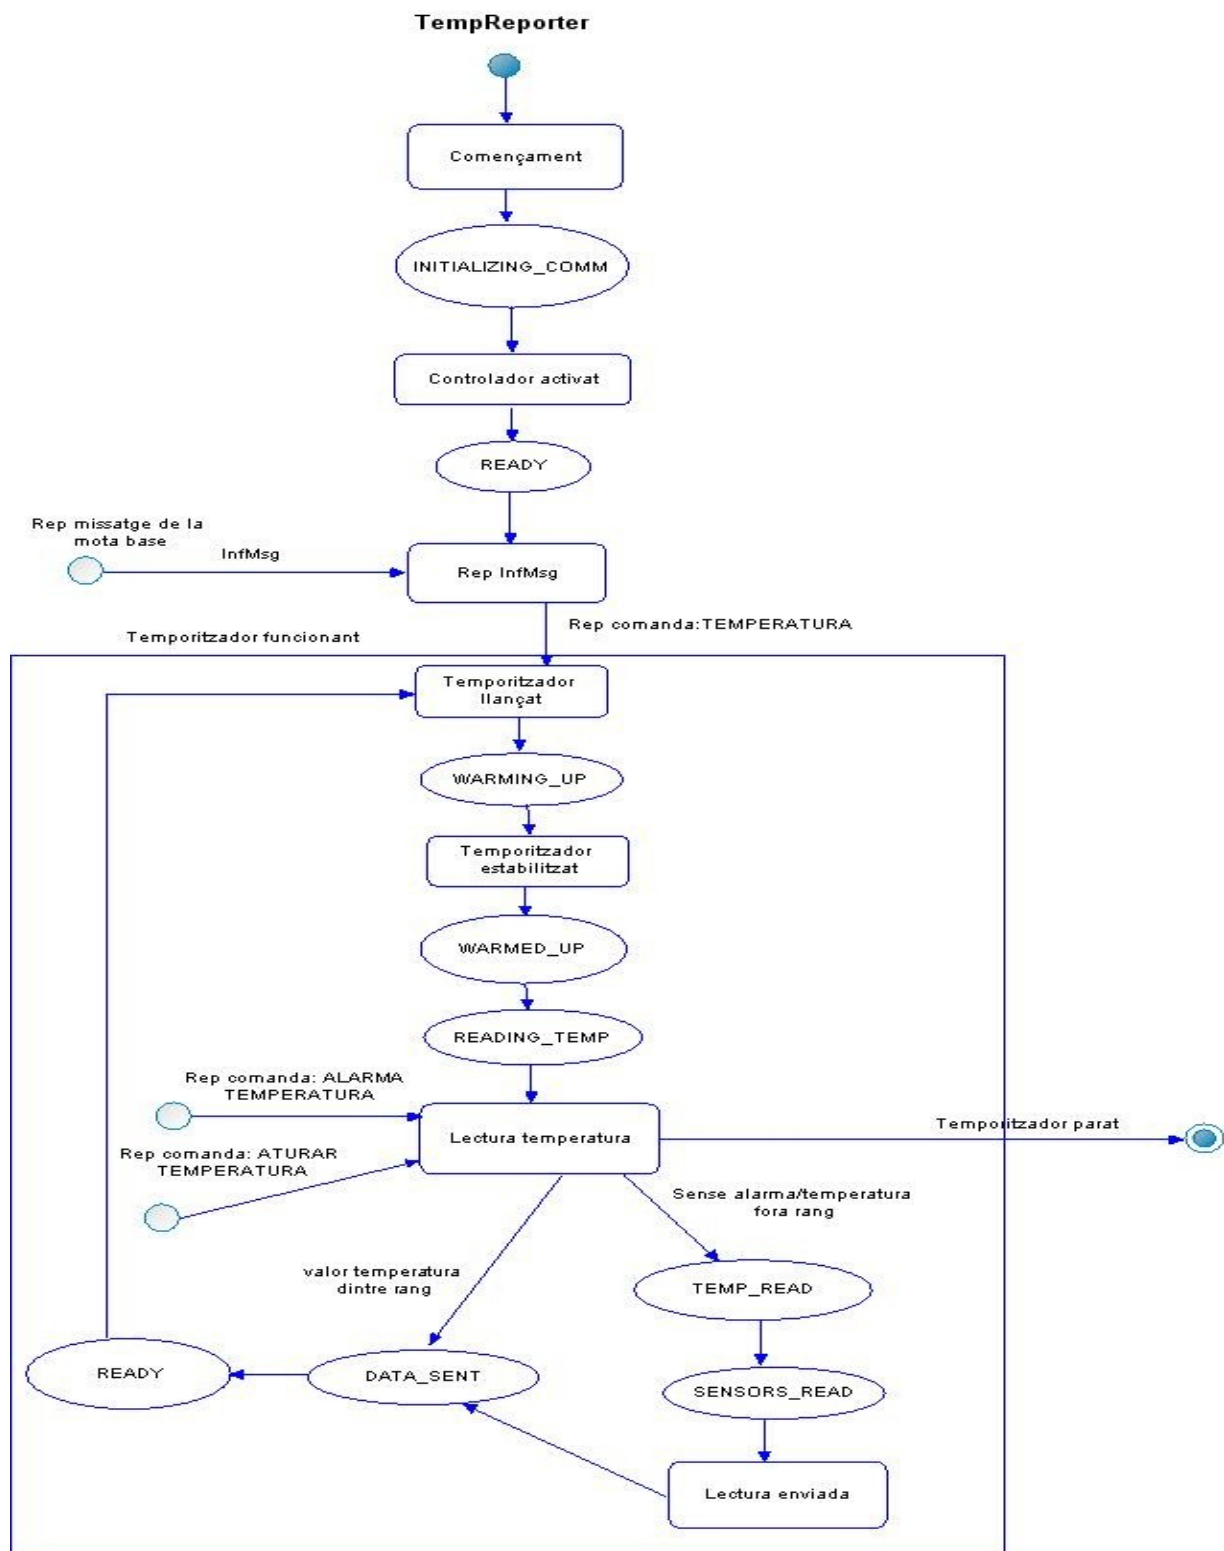 TempReporter
Començament
INITIALIZING_COMM
Controlador activat
READY
Rep missatge de la
mota base
InfMsg
Rep InfMsg
Rep comanda:TEMPERATURA
Temporitzador funcionant
Temporitzador
llançat
WARMING_UP
Temporitzador
estabilitzat
WARMED_UP
READING_TEMP
Rep comanda: ALARMA
TEMPERATURA
Lectura temperatura
Temporitzador parat
Rep comanda: ATURAR
TEMPERATURA
Sense alarma/temperatura
fora rang
valor temperatura
dintre rang
TEMP_READ
READY
DATA_SENT
SENSORS_READ
Lectura enviada